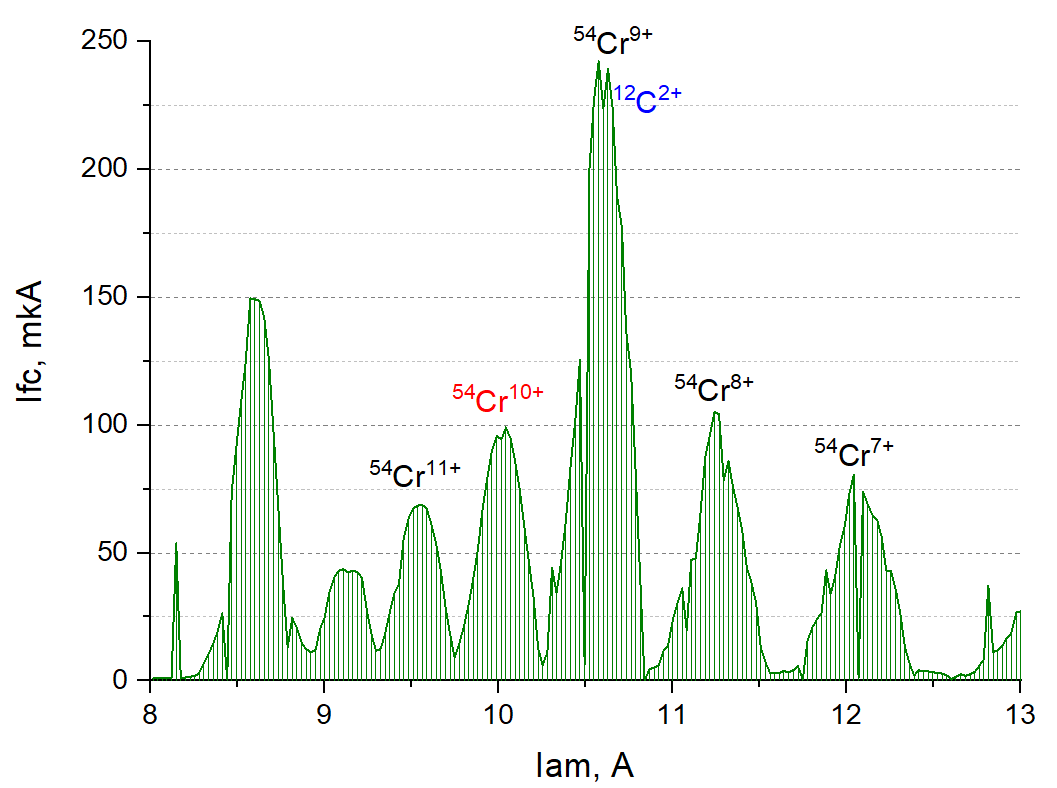 250
200
150
100
50
0
8 9 10 11 12 13
Ifc, mkA
Iam, A
⁵⁴Cr¹¹⁺
⁵⁴Cr¹⁰⁺
⁵⁴Cr⁹⁺
¹²C²⁺
⁵⁴Cr⁸⁺
⁵⁴Cr⁷⁺